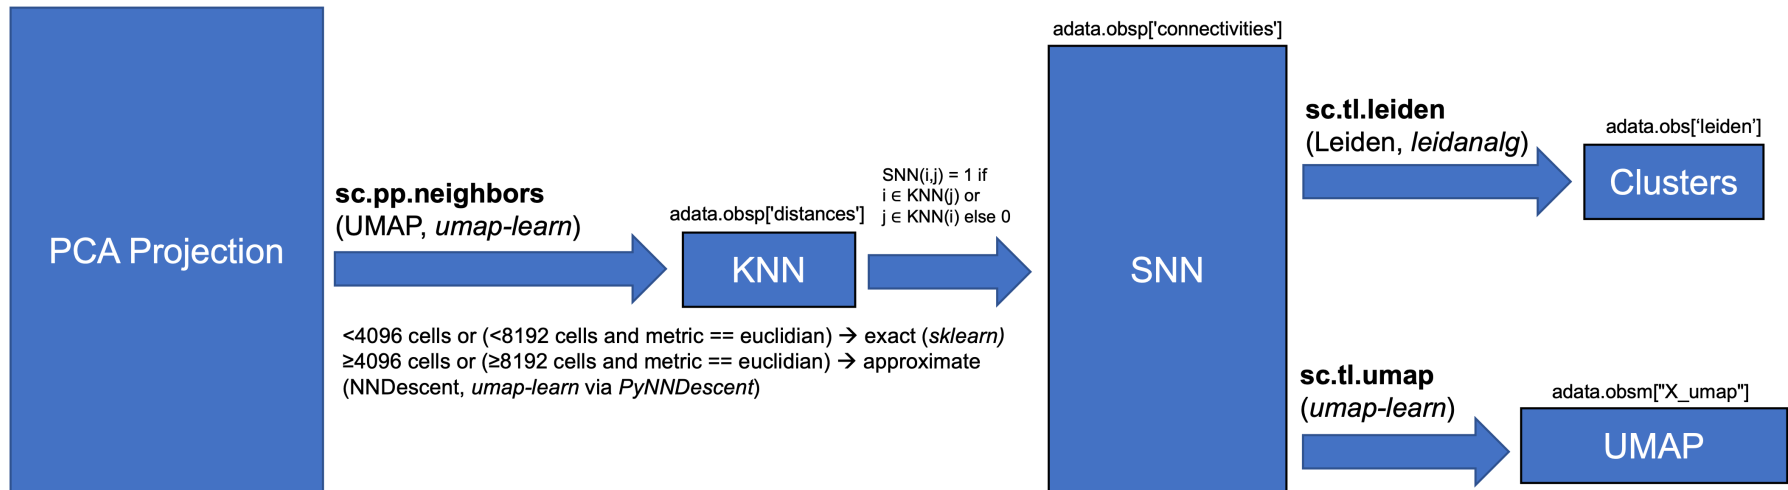 PCA Projection
sc.pp.neighbors
(UMAP, umap-learn)
<4096 cells or (<8192 cells and metric == euclidian) → exact (sklearn)
≥4096 cells or (≥8192 cells and metric == euclidian) → approximate
(NNDescent, umap-learn via PyNNDescent)
adata.obsp['distances']
KNN
SNN(i,j) = 1 if
i ∈ KNN(j) or
j ∈ KNN(i) else 0
adata.obsp['connectivities']
SNN
sc.tl.leiden
(Leiden, leidanalg)
adata.obs[‘leiden’]
Clusters
sc.tl.umap
(umap-learn)
adata.obsm["X_umap"]
UMAP